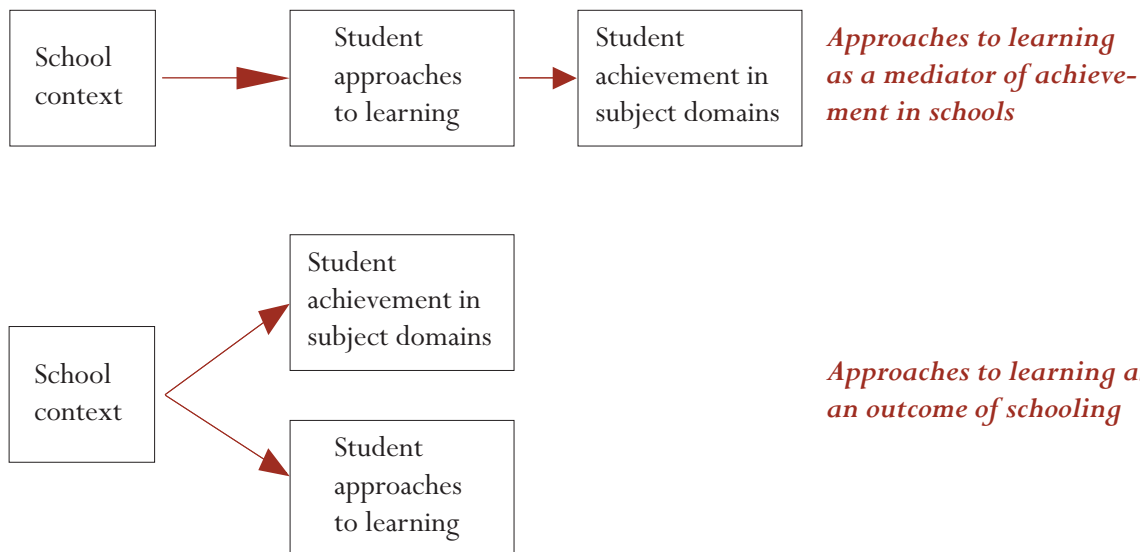 School
context
Student
approaches
to learning
Student
achievement in
subject domains
Approaches to learning
as a mediator of achieve-
ment in schools
Student
achievement in
subject domains
School
context
Student
approaches
to learning
Approaches to learning a
an outcome of schooling